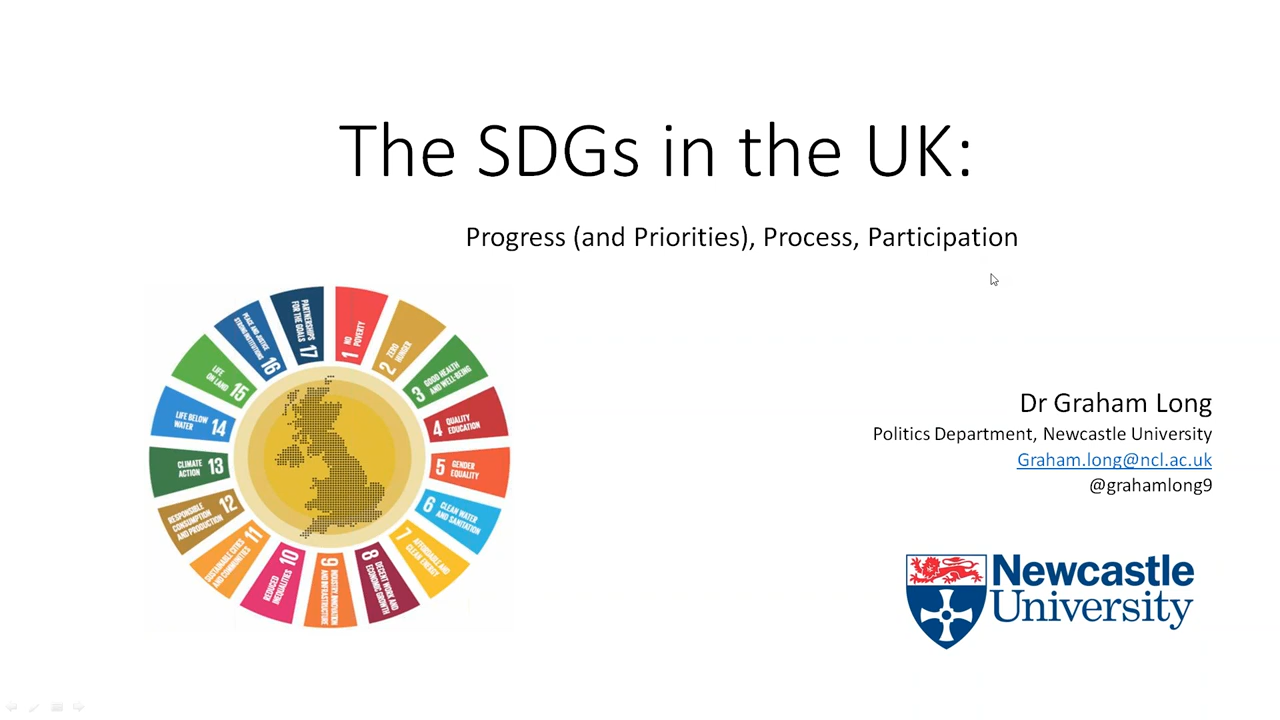 The SDGs in the UK:
Progress (and Priorities), Process, Participation
1 NO
POVERTY
2 ZERO
HUNGER
3 GOOD HEALTH
AND WELL-BEING
4 QUALITY
EDUCATION
5 GENDER
EQUALITY
6 CLEAN WATER
AND SANITATION
7 AFFORDABLE AND
CLEAN ENERGY
8 DECENT WORK AND
ECONOMIC GROWTH
9 INDUSTRY, INNOVATION
AND INFRASTRUCTURE
10 REDUCED
INEQUALITIES
11 SUSTAINABLE CITIES
AND COMMUNITIES
12 RESPONSIBLE
CONSUMPTION
AND PRODUCTION
13 CLIMATE
ACTION
14 LIFE BELOW
WATER
15 LIFE
ON LAND
16 PEACE AND JUSTICE
STRONG INSTITUTIONS
17 PARTNERSHIPS
FOR THE GOALS
Dr Graham Long
Politics Department, Newcastle University
Graham.long@ncl.ac.uk
@grahamlong9
Newcastle
University